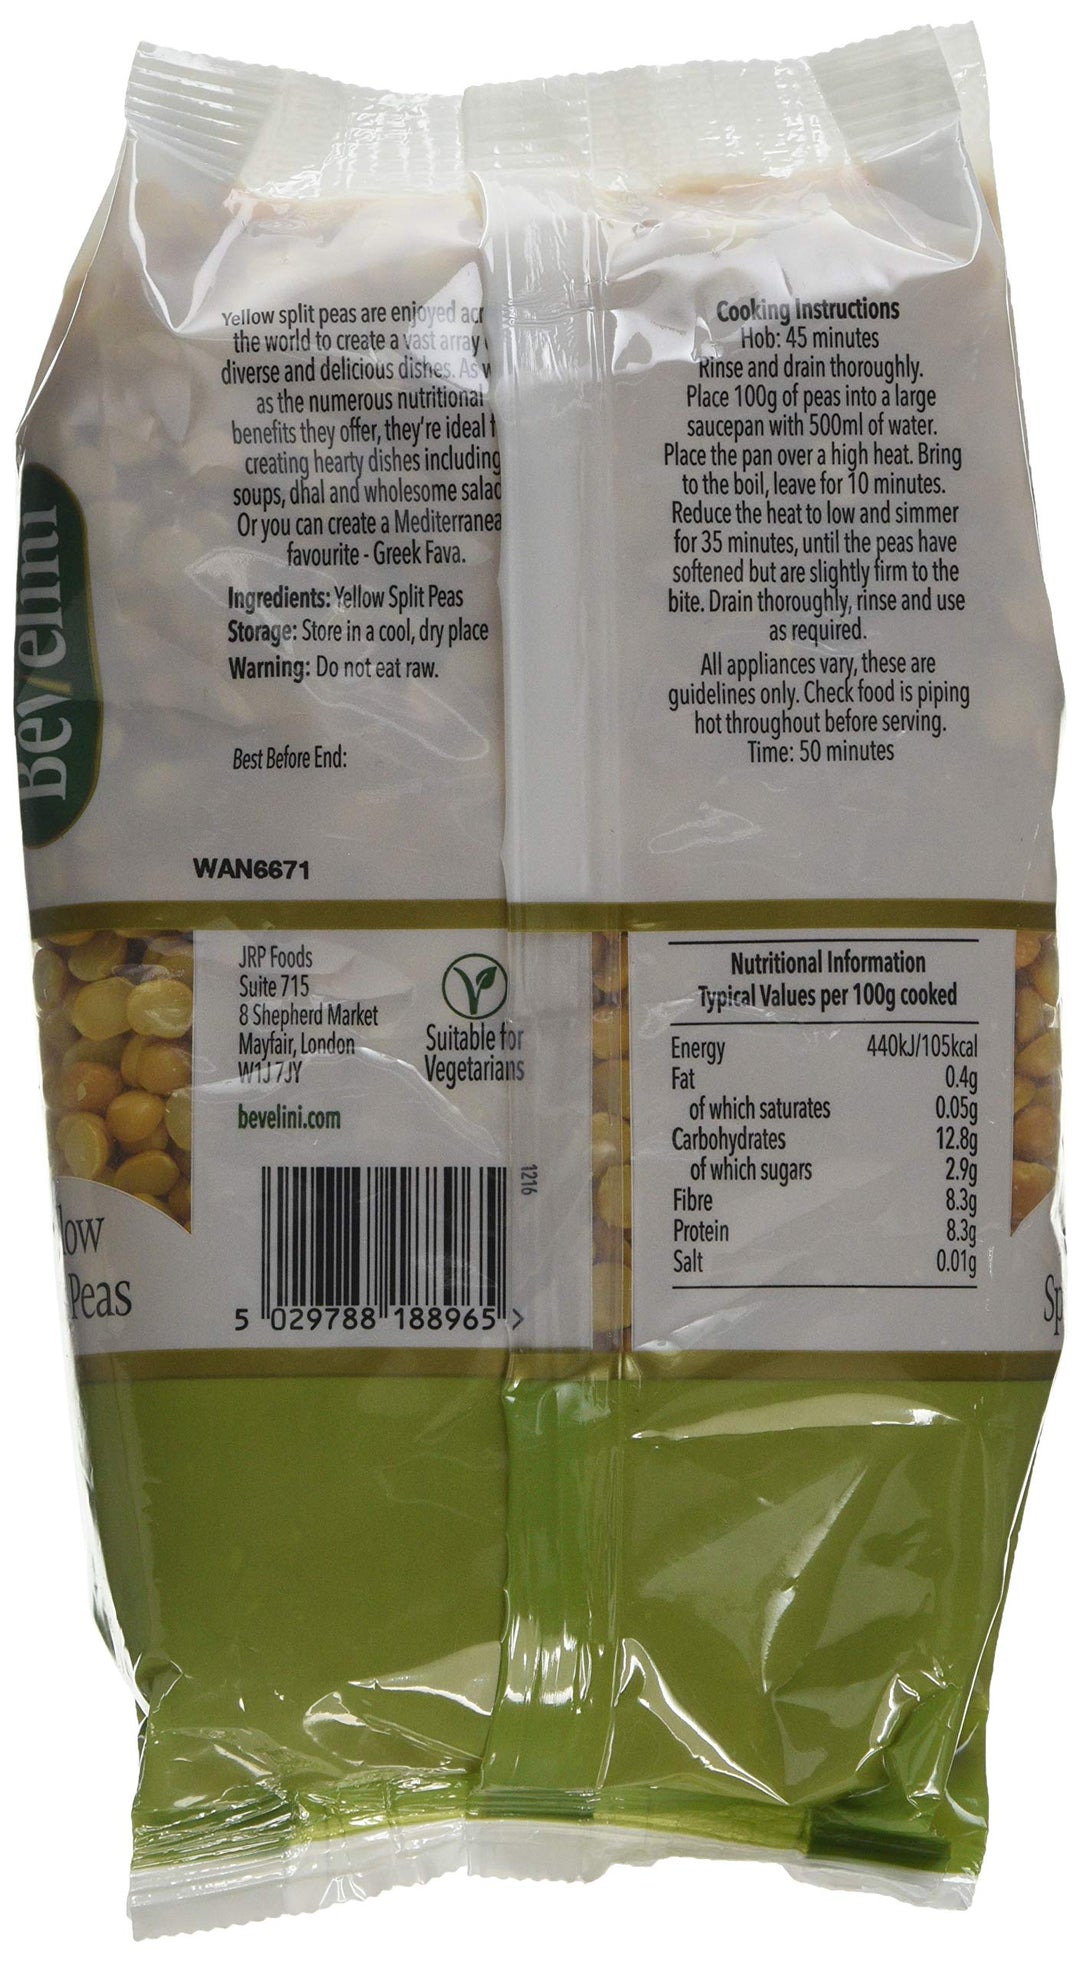 Yellow split peas are enjoyed
the world to create a vast array
diverse and delicious dishes. As
as the numerous nutritional
benefits they offer, they're ideal
creating hearty dishes including
soups, dhal and wholesome
Or you can create a
favourite - Greek Fava.
Ingredients: Yellow Split Peas
Storage: Store in a cool, dry place
Warning: Do not eat raw.
Best Before End:
WAN6671
Bevelini
Cooking Instructions
Hob: 45 minutes
Rinse and drain thoroughly.
Place 100g of peas into a large
saucepan with 500ml of water.
Place the pan over a high heat. Bring
to the boil, leave for 10 minutes.
Reduce the heat to low and simmer
for 35 minutes, until the peas have
softened but are slightly firm to the
bite. Drain thoroughly, rinse and use
as required.
All appliances vary, these are
guidelines only. Check food is piping
hot throughout before serving.
Time: 50 minutes
JRP Foods
Suite 715
8 Shepherd Market
Mayfair, London
W1J 7JY
bevelini.com
Suitable for
Vegetarians
1216
5 029788 188965 >
low
Peas
Nutritional Information
Typical Values per 100g cooked
Energy 440kJ/105kcal
Fat 0.4g
of which saturates 0.05g
Carbohydrates 12.8g
of which sugars 2.9g
Fibre 8.3g
Protein 8.3g
Salt 0.01g
Sp